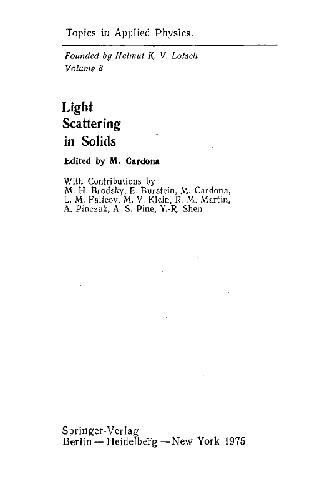 Topics in Applied Physics.
Founded by Helmut K. V. Lotsch
Volume 8
Light
Scattering
in Solids
Edited by M. Cardona
With Contributions by
M. H. Brodsky, E. Burstein, M. Cardona,
L. M. Falicov, M. V. Klein, R. M. Martin,
A. Pinczuk, A. S. Pine, Y.-R. Shen
Springer-Verlag
Berlin — Heidelberg — New York 1975